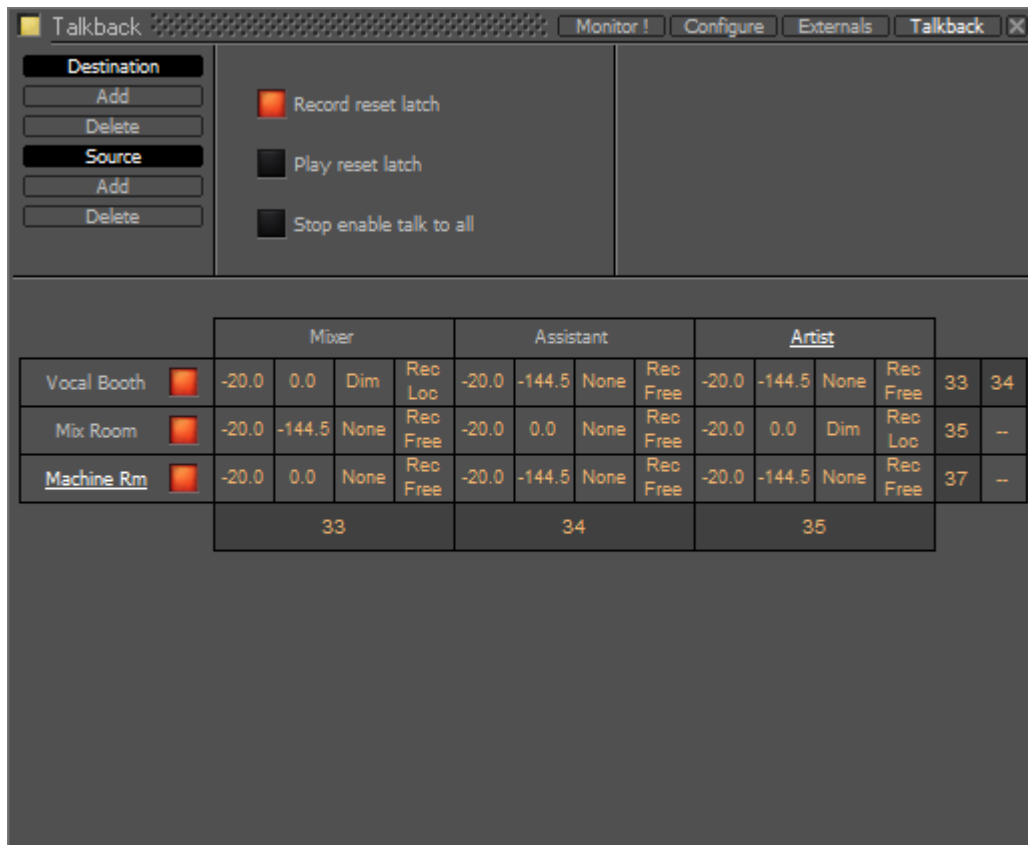 Talkback Monitor ! Configure Externals Talkback X
Destination
Add
Delete
Source
Add
Delete
Record reset latch
Play reset latch
Stop enable talk to all
Mixer Assistant Artist
Vocal Booth -20.0 0.0 Dim Rec Loc -20.0 -144.5 None Rec Free -20.0 -144.5 None Rec Free 33 34
Mix Room -20.0 -144.5 None Rec Free -20.0 0.0 None Rec Free -20.0 0.0 Dim Rec Loc 35 --
Machine Rm -20.0 0.0 None Rec Free -20.0 -144.5 None Rec Free -20.0 -144.5 None Rec Free 37 --
33 34 35